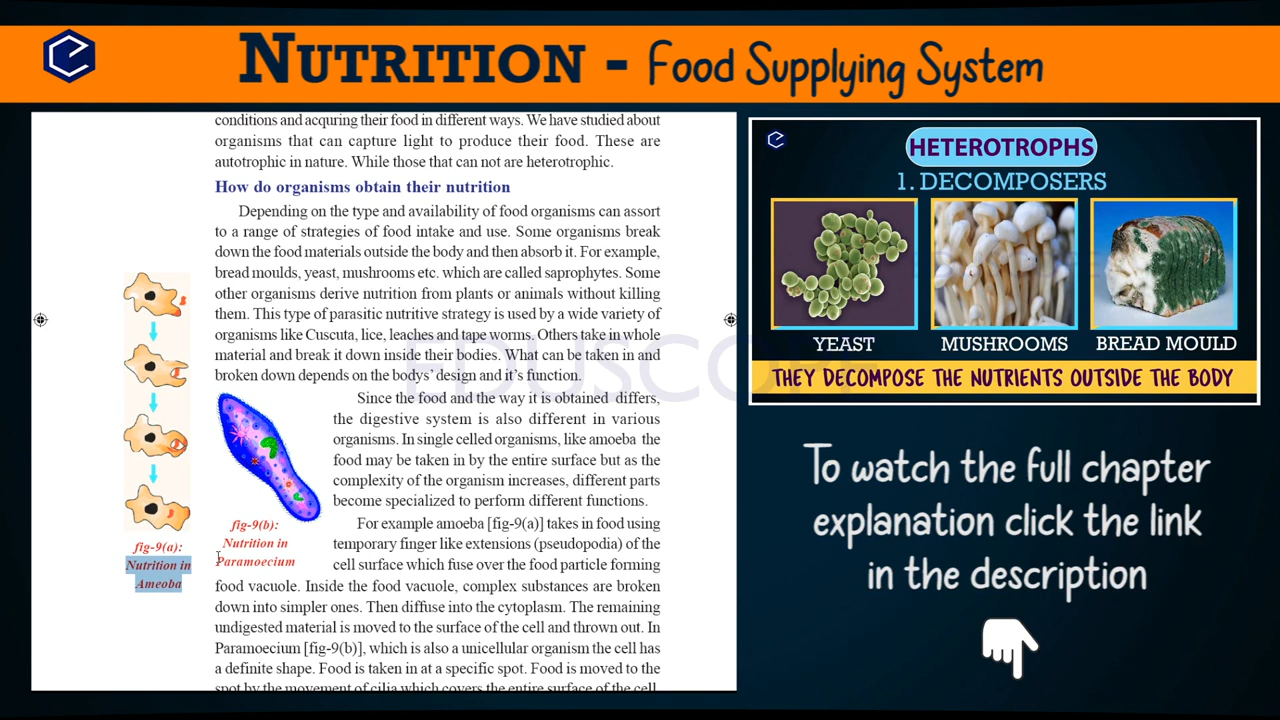 NUTRITION - Food Supplying System
conditions and acquring their food in different ways. We have studied about
organisms that can capture light to produce their food. These are
autotrophic in nature. While those that can not are heterotrophic.
How do organisms obtain their nutrition
Depending on the type and availability of food organisms can assort
to a range of strategies of food intake and use. Some organisms break
down the food materials outside the body and then absorb it. For example,
bread moulds, yeast, mushrooms etc. which are called saprophytes. Some
other organisms derive nutrition from plants or animals without killing
them. This type of parasitic nutritive strategy is used by a wide variety of
organisms like Cuscuta, lice, leaches and tape worms. Others take in whole
material and break it down inside their bodies. What can be taken in and
broken down depends on the bodys' design and it's function.
Since the food and the way it is obtained differs,
the digestive system is also different in various
organisms. In single celled organisms, like amoeba the
food may be taken in by the entire surface but as the
complexity of the organism increases, different parts
become specialized to perform different functions.
fig-9(a):
Nutrition in
Ameoba
fig-9(b):
Nutrition in
Paramoecium
For example amoeba [fig-9(a)] takes in food using
temporary finger like extensions (pseudopodia) of the
cell surface which fuse over the food particle forming
food vacuole. Inside the food vacuole, complex substances are broken
down into simpler ones. Then diffuse into the cytoplasm. The remaining
undigested material is moved to the surface of the cell and thrown out. In
Paramoecium [fig-9(b)], which is also a unicellular organism the cell has
a definite shape. Food is taken in at a specific spot. Food is moved to the
spot by the movement of cilia which covers the entire surface of the cell,
HETEROTROPHS
1. DECOMPOSERS
YEAST
MUSHROOMS
BREAD MOULD
THEY DECOMPOSE THE NUTRIENTS OUTSIDE THE BODY
To watch the full chapter
explanation click the link
in the description